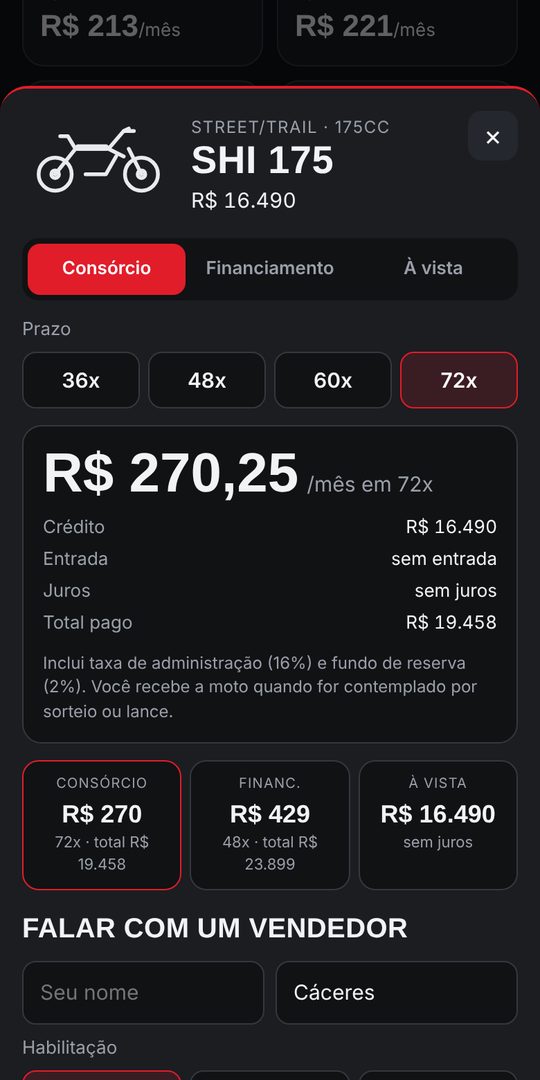 R$ 213/mês
R$ 221/mês
STREET/TRAIL · 175CC
SHI 175
R$ 16.490
×
Consórcio
Financiamento
À vista
Prazo
36x
48x
60x
72x
R$ 270,25 /mês em 72x
Crédito
R$ 16.490
Entrada
sem entrada
Juros
sem juros
Total pago
R$ 19.458
Inclui taxa de administração (16%) e fundo de reserva
(2%). Você recebe a moto quando for contemplado por
sorteio ou lance.
CONSÓRCIO
R$ 270
72x · total R$
19.458
FINANC.
R$ 429
48x · total R$
23.899
À VISTA
R$ 16.490
sem juros
FALAR COM UM VENDEDOR
Seu nome
Cáceres
Habilitação